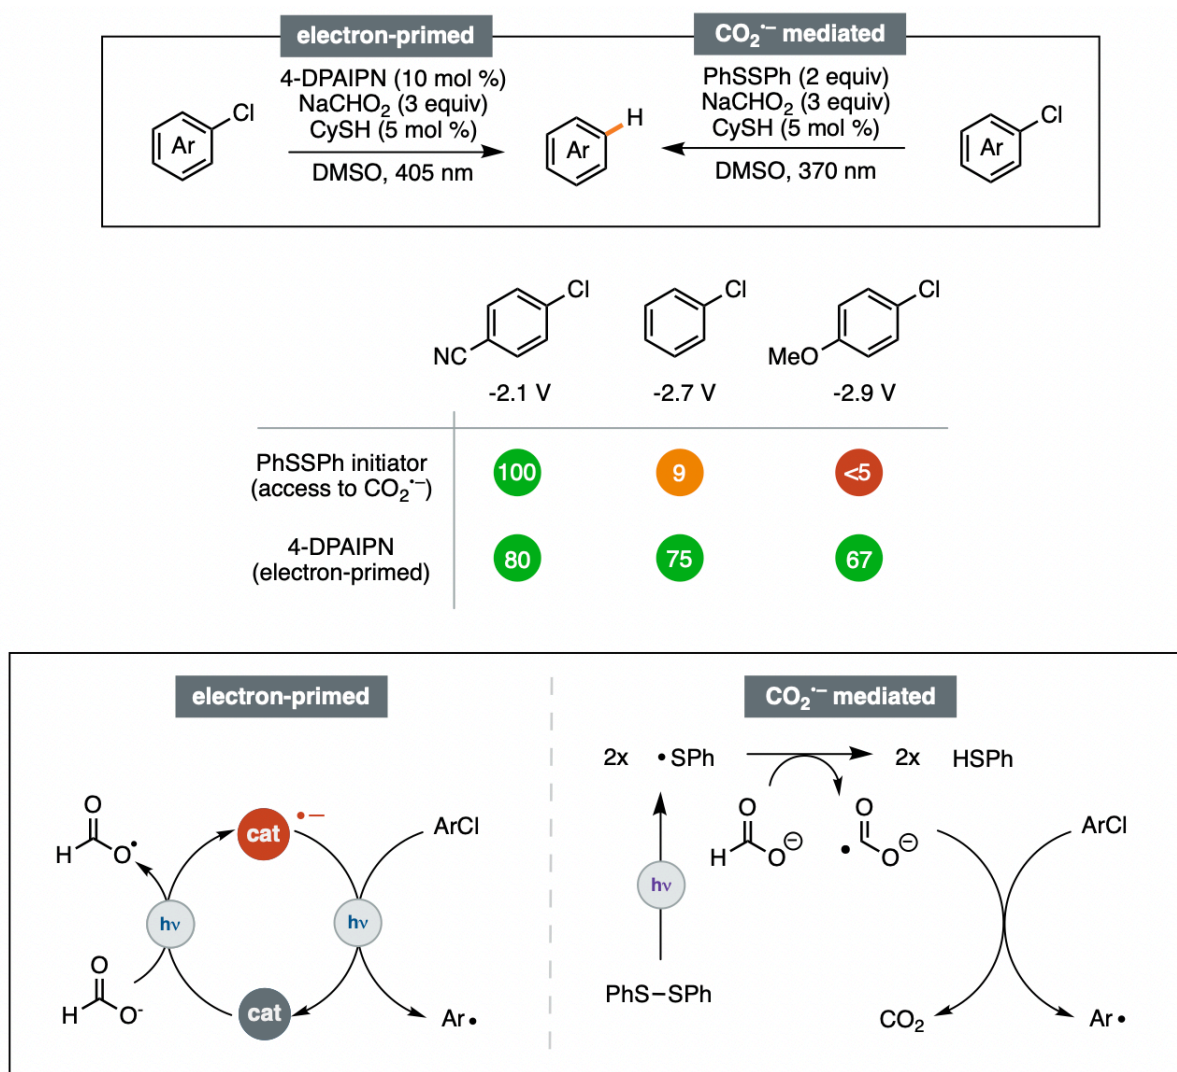 electron-primed
CO₂•– mediated
4-DPAIPN (10 mol %)
NaCHO₂ (3 equiv)
CySH (5 mol %)
DMSO, 405 nm
PhSSPh (2 equiv)
NaCHO₂ (3 equiv)
CySH (5 mol %)
DMSO, 370 nm
Ar
Cl
Ar
H
Ar
Cl
Cl
NC
Cl
Cl
MeO
-2.1 V
-2.7 V
-2.9 V
PhSSPh initiator
(access to CO₂•–)
100
9
<5
4-DPAIPN
(electron-primed)
80
75
67
electron-primed
O
H
O•
hν
O
H
O-
cat •–
cat
hν
ArCl
Ar •
CO₂•– mediated
2x •SPh
2x HSPh
O
H
O⊖
O
•
O⊖
hν
PhS–SPh
ArCl
CO₂
Ar •